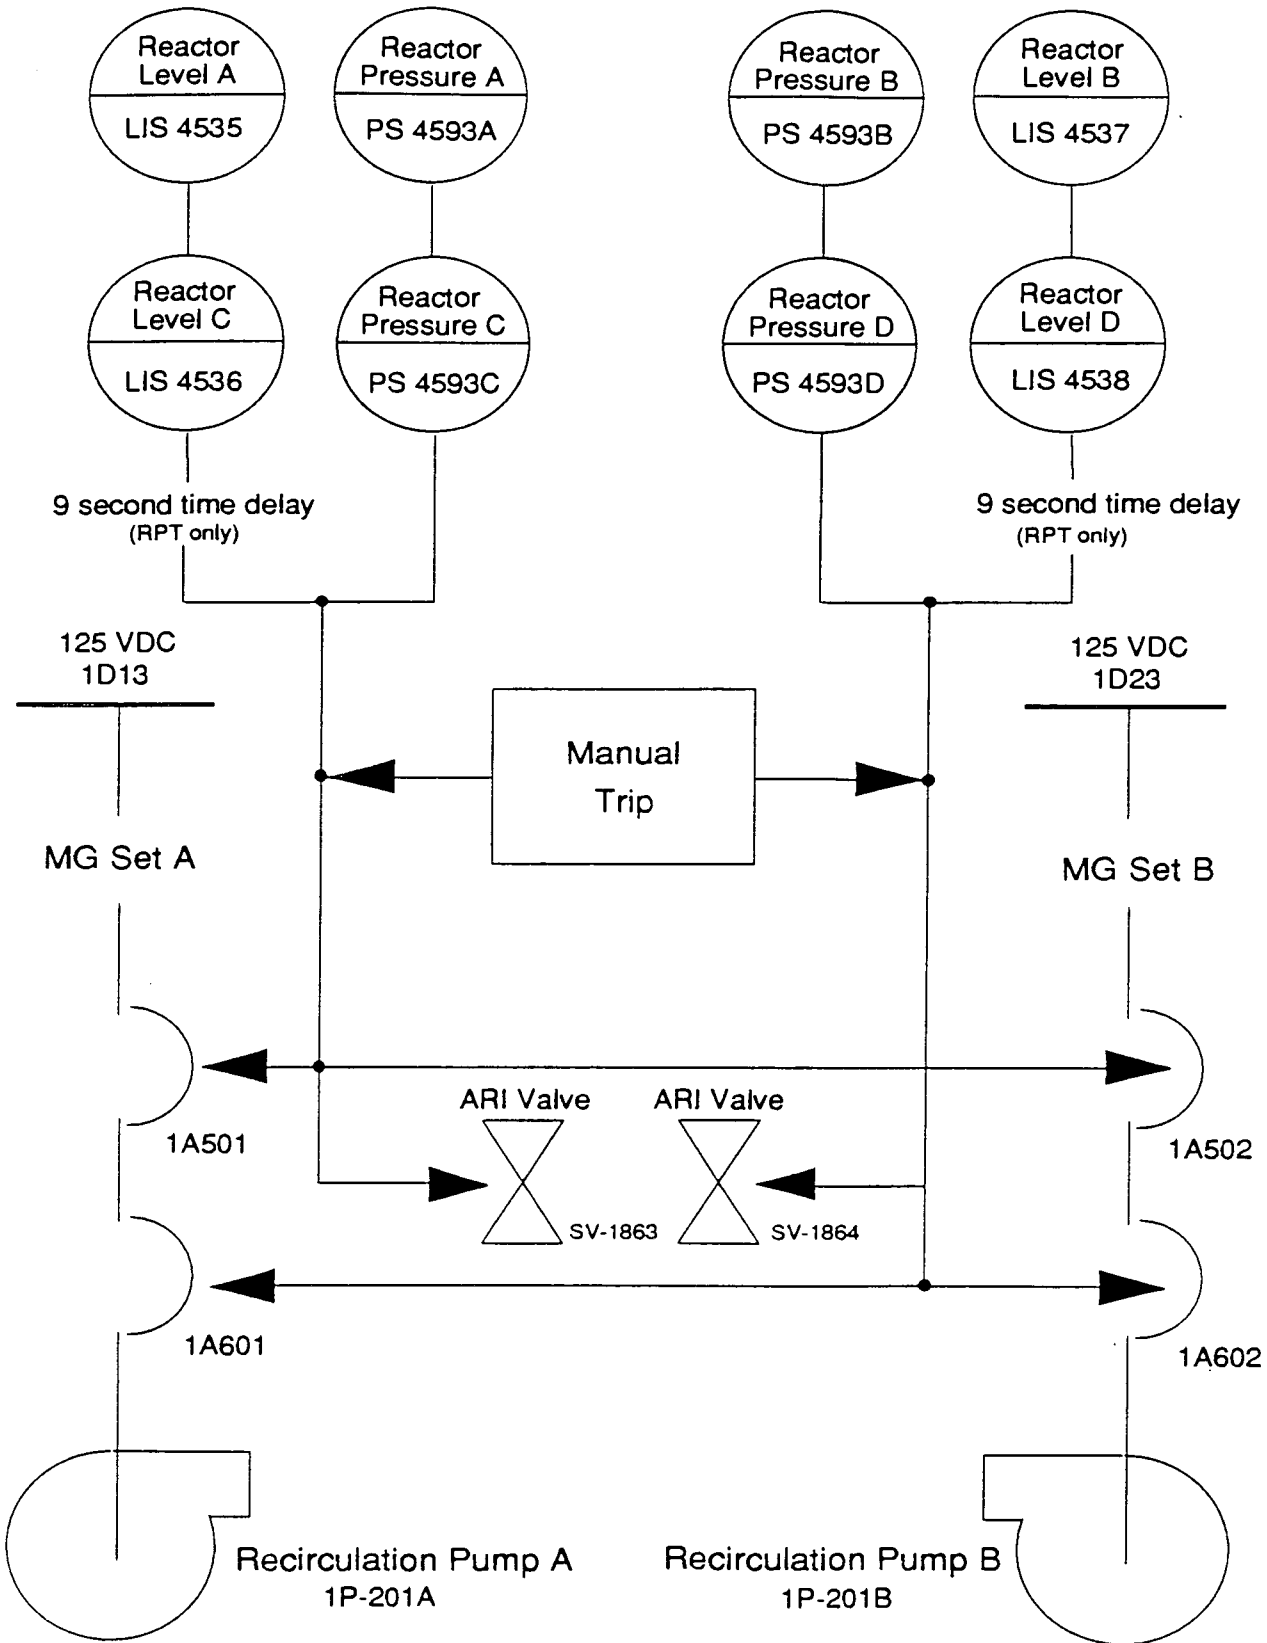 Reactor
Level A
LIS 4535
Reactor
Pressure A
PS 4593A
Reactor
Pressure B
PS 4593B
Reactor
Level B
LIS 4537
Reactor
Level C
LIS 4536
Reactor
Pressure C
PS 4593C
Reactor
Pressure D
PS 4593D
Reactor
Level D
LIS 4538
9 second time delay
(RPT only)
9 second time delay
(RPT only)
125 VDC
1D13
125 VDC
1D23
Manual
Trip
MG Set A
MG Set B
ARI Valve
ARI Valve
1A501
1A502
SV-1863
SV-1864
1A601
1A602
Recirculation Pump A
1P-201A
Recirculation Pump B
1P-201B